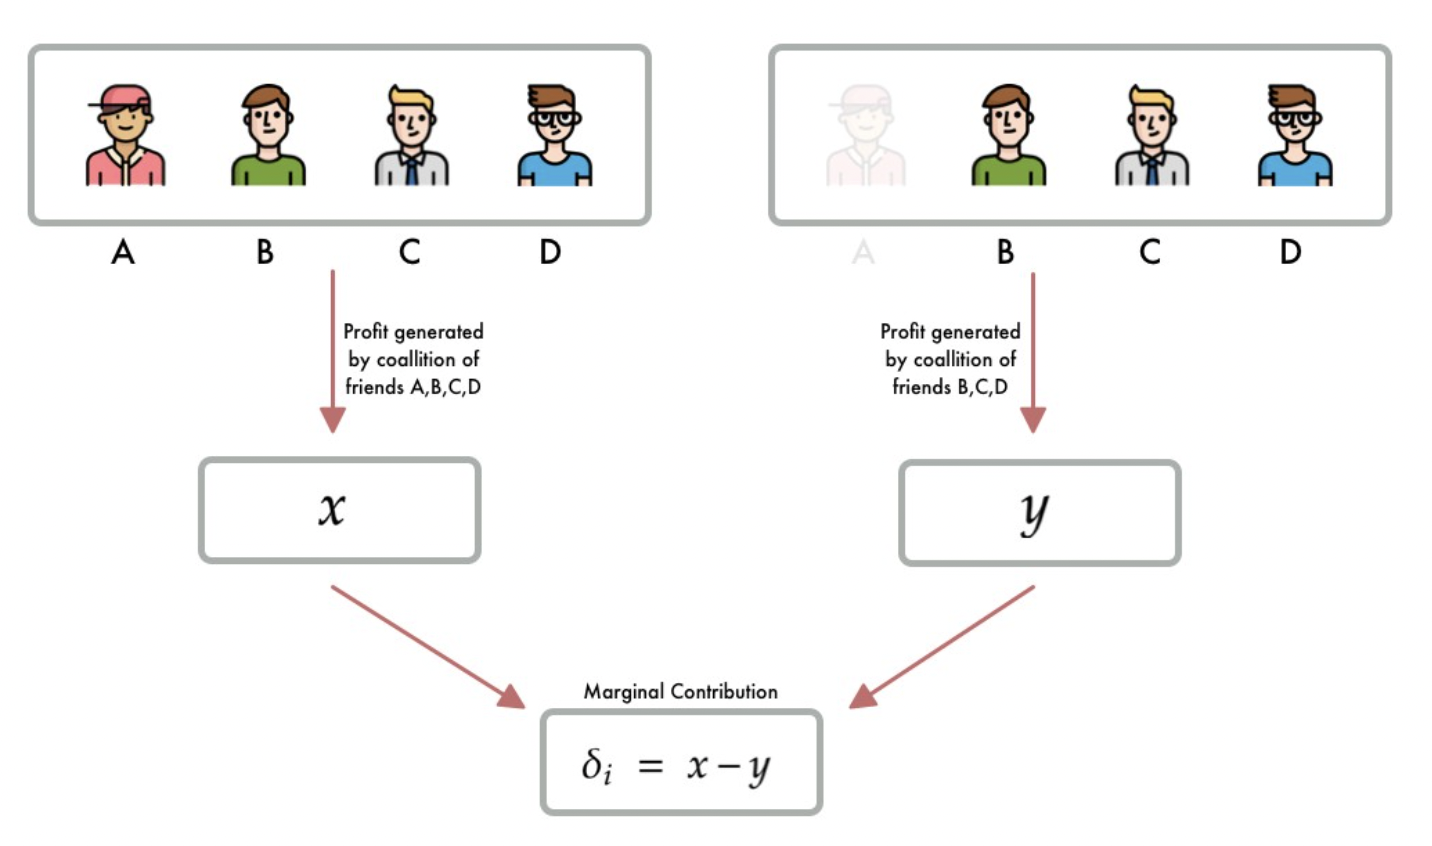 A B C D
A B C D
Profit generated
by coallition of
friends A,B,C,D
Profit generated
by coallition of
friends B,C,D
x
y
Marginal Contribution
δᵢ = x − y